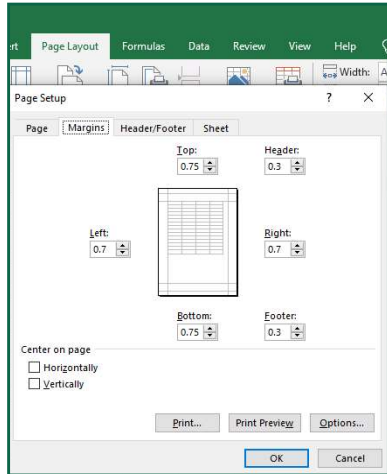 rt Page Layout Formulas Data Review View Help
Width: A
Page Setup ? X
Page Margins Header/Footer Sheet
Top: Header:
0.75 0.3
Left: Right:
0.7 0.7
Bottom: Footer:
0.75 0.3
Center on page
Horizontally
Vertically
Print... Print Preview Options...
OK Cancel